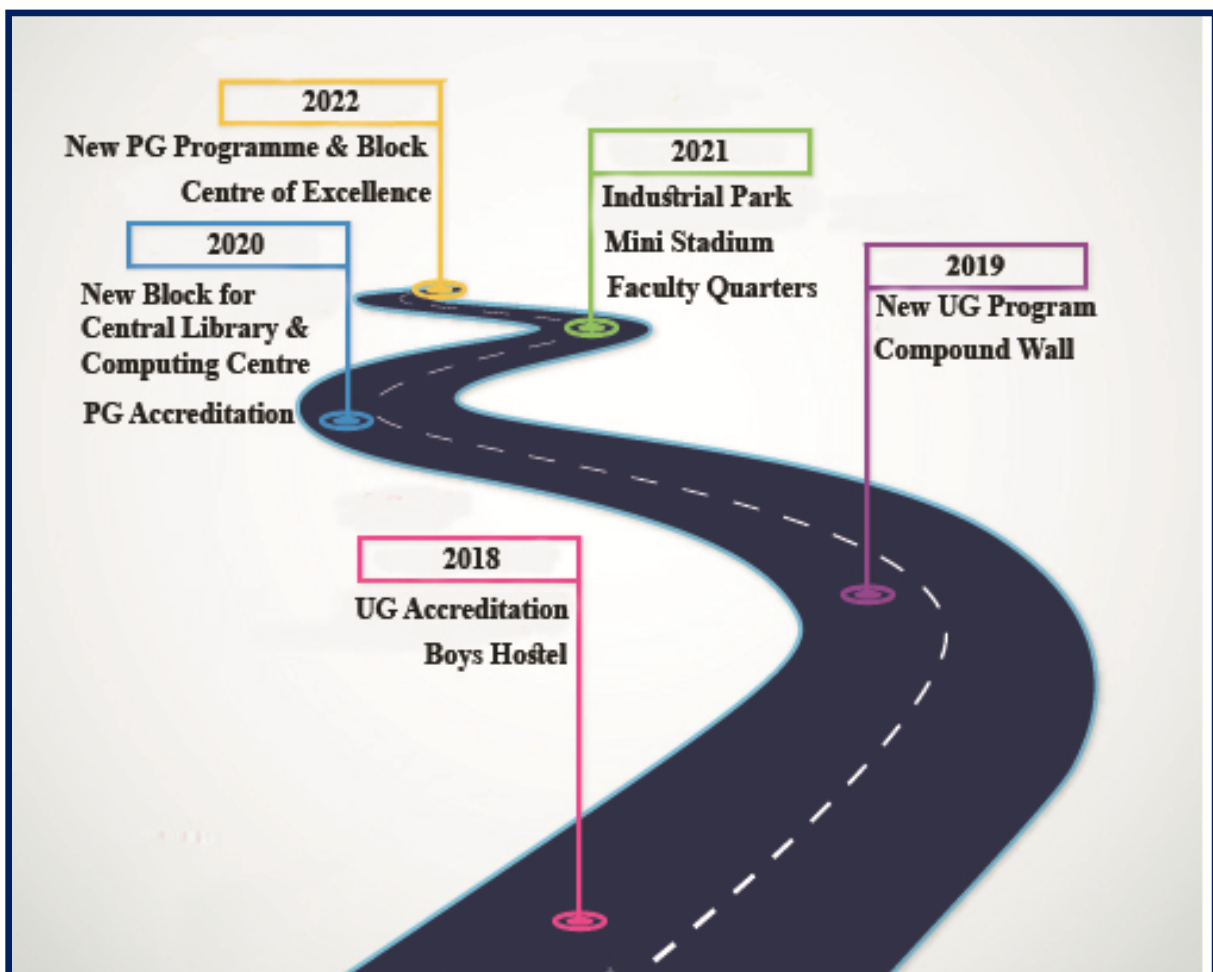 2022
New PG Programme & Block
Centre of Excellence
2021
Industrial Park
Mini Stadium
Faculty Quarters
2020
New Block for
Central Library &
Computing Centre
PG Accreditation
2019
New UG Program
Compound Wall
2018
UG Accreditation
Boys Hostel